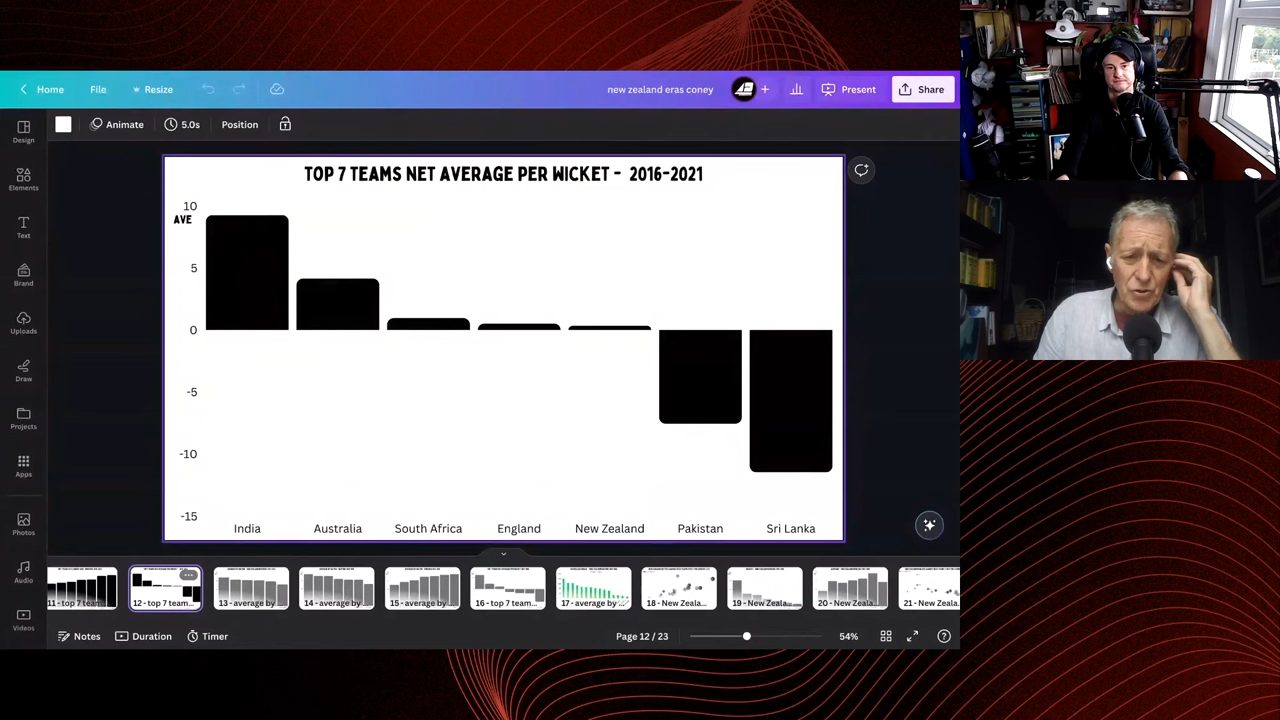 Home File Resize new zealand eras coney Present Share
Design Animate 5.0s Position
Elements
Text
Brand
Uploads
Draw
Projects
Apps
Photos
Audio
Videos
TOP 7 TEAMS NET AVERAGE PER WICKET - 2016-2021
10
AVE
5
0
-5
-10
-15
India Australia South Africa England New Zealand Pakistan Sri Lanka
11 - top 7 team... 12 - top 7 team... 13 - average by ... 14 - average by ... 15 - average by ... 16 - top 7 team... 17 - average by ... 18 - New Zeala... 19 - New Zeala... 20 - New Zeala... 21 - New Zeala...
Notes Duration Timer Page 12 / 23 54%